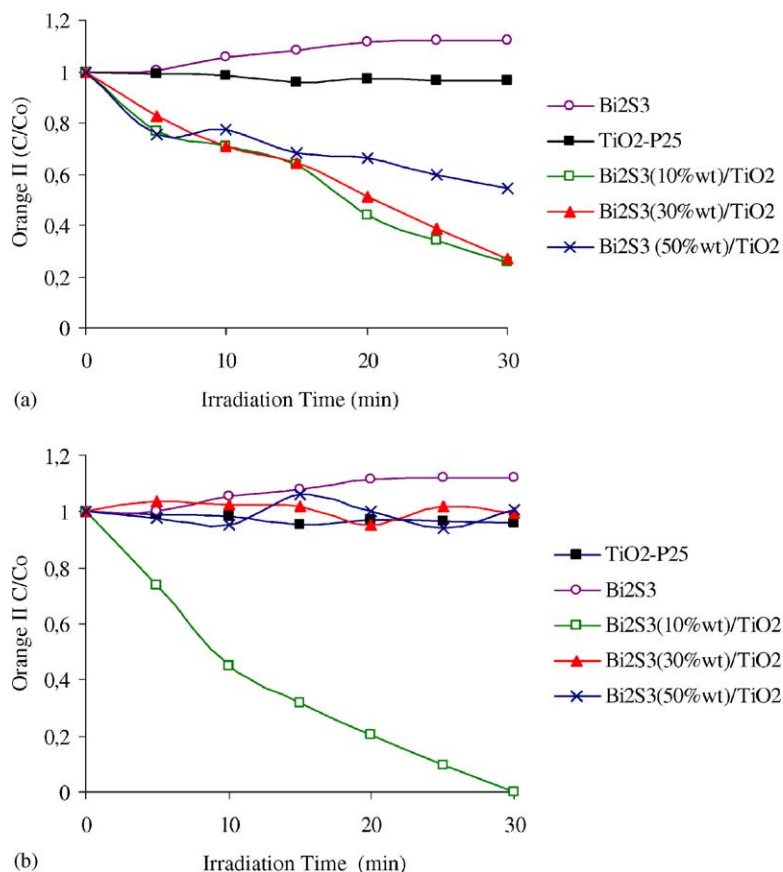 1,2
1
0,8
0,6
0,4
0,2
0
Orange II (C/Co)
0 10 20 30
Irradiation Time (min)
Bi2S3
TiO2-P25
Bi2S3(10%wt)/TiO2
Bi2S3(30%wt)/TiO2
Bi2S3 (50%wt)/TiO2
(a)
1,2
1
0,8
0,6
0,4
0,2
0
Orange II C/Co
0 10 20 30
Irradiation Time (min)
TiO2-P25
Bi2S3
Bi2S3(10%wt)/TiO2
Bi2S3(30%wt)/TiO2
Bi2S3(50%wt)/TiO2
(b)